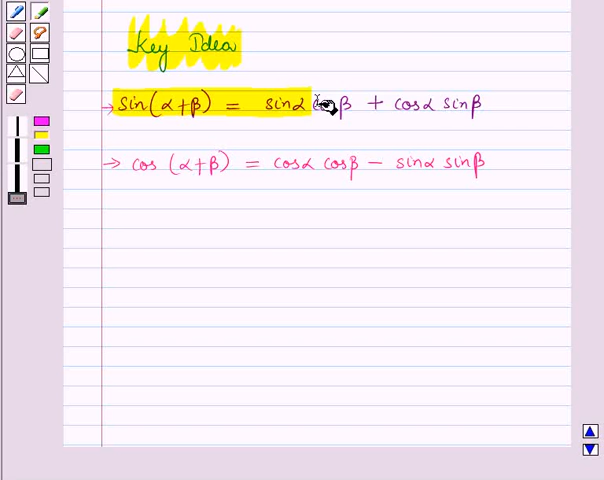 Key Idea
→ sin(α+β) = sinα cosβ + cosα sinβ
→ cos (α+β) = cosα cosβ − sinα sinβ